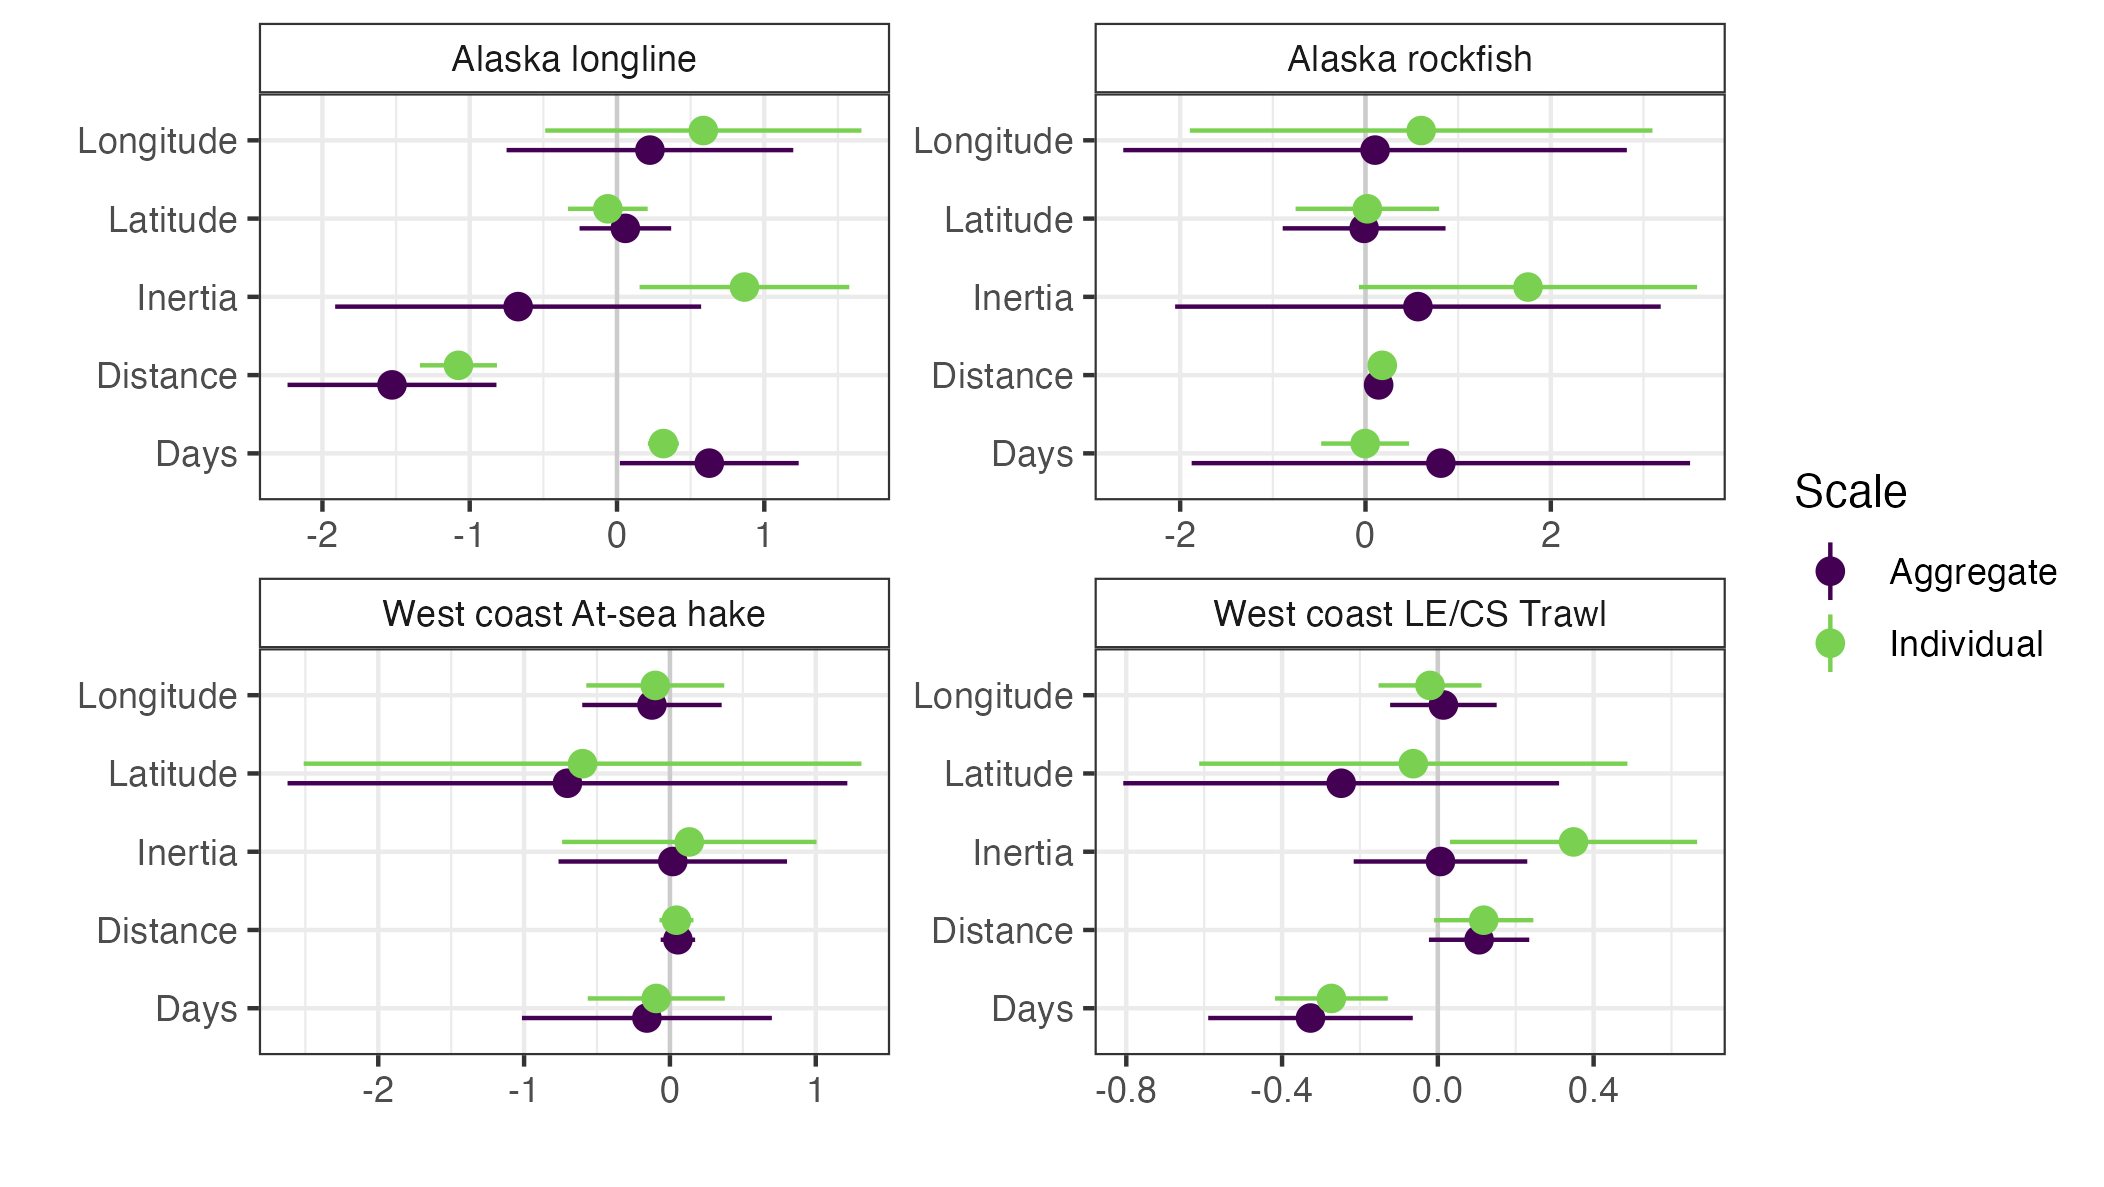 Alaska longline
Longitude
Latitude
Inertia
Distance
Days
-2 -1 0 1
Alaska rockfish
Longitude
Latitude
Inertia
Distance
Days
-2 0 2
West coast At-sea hake
Longitude
Latitude
Inertia
Distance
Days
-2 -1 0 1
West coast LE/CS Trawl
Longitude
Latitude
Inertia
Distance
Days
-0.8 -0.4 0.0 0.4
Scale
Aggregate
Individual